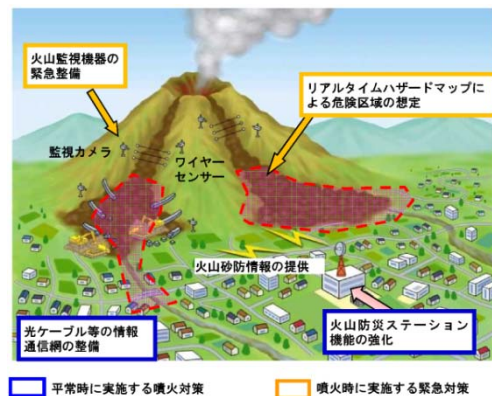 火山監視機器の
緊急整備
リアルタイムハザードマップに
よる危険区域の想定
監視カメラ
ワイヤー
センサー
火山砂防情報の提供
光ケーブル等の情報
通信網の整備
火山防災ステーション
機能の強化
平常時に実施する噴火対策
噴火時に実施する緊急対策